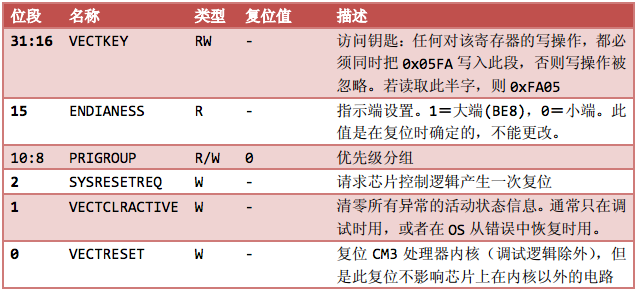 位段 名称 类型 复位值 描述
31:16 VECTKEY RW - 访问钥匙：任何对该寄存器的写操作，都必
须同时把 0x05FA 写入此段，否则写操作被
忽略。若读取此半字，则 0xFA05
15 ENDIANESS R - 指示端设置。1＝大端(BE8)，0＝小端。此
值是在复位时确定的，不能更改。
10:8 PRIGROUP R/W 0 优先级分组
2 SYSRESETREQ W - 请求芯片控制逻辑产生一次复位
1 VECTCLRACTIVE W - 清零所有异常的活动状态信息。通常只在调
试时用，或者在 OS 从错误中恢复时用。
0 VECTRESET W - 复位 CM3 处理器内核（调试逻辑除外），但
是此复位不影响芯片上在内核以外的电路